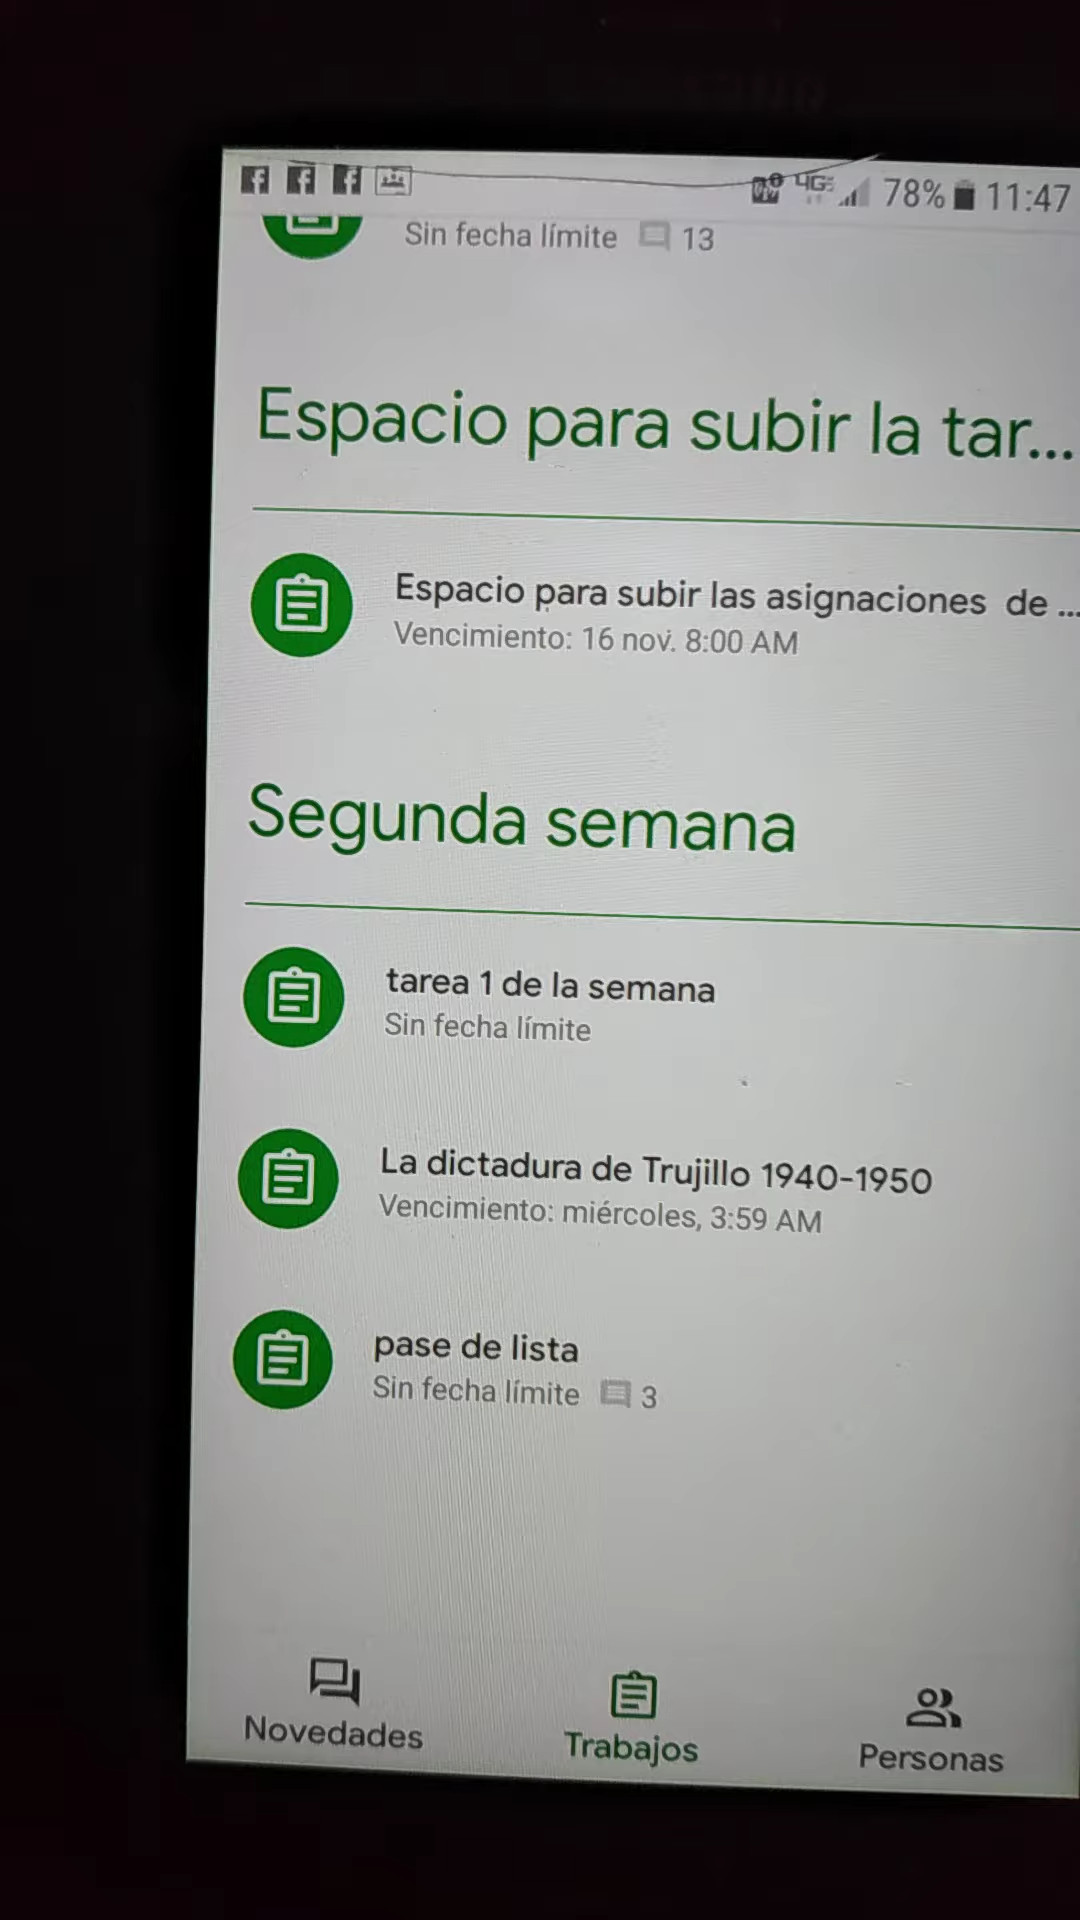 78% 11:47
Sin fecha límite 13
Espacio para subir la tar...
Espacio para subir las asignaciones de ...
Vencimiento: 16 nov. 8:00 AM
Segunda semana
tarea 1 de la semana
Sin fecha límite
La dictadura de Trujillo 1940-1950
Vencimiento: miércoles, 3:59 AM
pase de lista
Sin fecha límite 3
Novedades
Trabajos
Personas